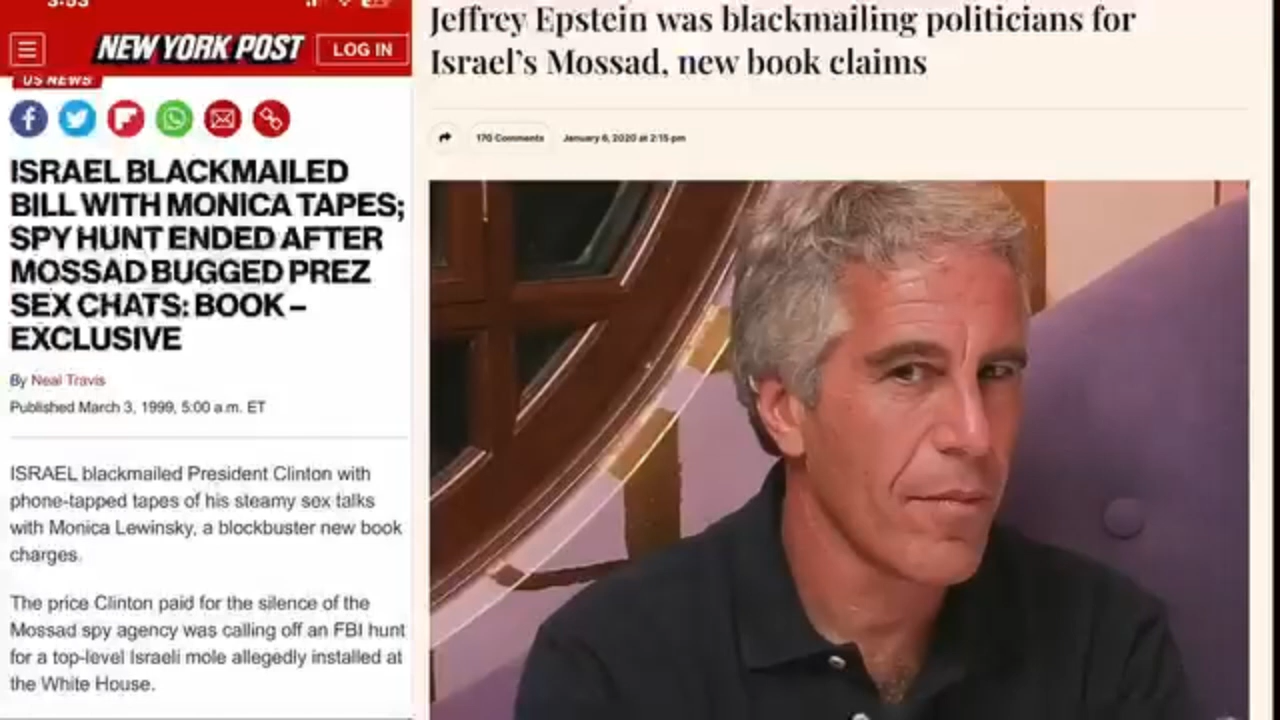 3:53
NEW YORK POST
LOG IN
US NEWS
ISRAEL BLACKMAILED
BILL WITH MONICA TAPES;
SPY HUNT ENDED AFTER
MOSSAD BUGGED PREZ
SEX CHATS: BOOK –
EXCLUSIVE
By Neal Travis
Published March 3, 1999, 5:00 a.m. ET
ISRAEL blackmailed President Clinton with
phone-tapped tapes of his steamy sex talks
with Monica Lewinsky, a blockbuster new book
charges.
The price Clinton paid for the silence of the
Mossad spy agency was calling off an FBI hunt
for a top-level Israeli mole allegedly installed at
the White House.
Jeffrey Epstein was blackmailing politicians for
Israel's Mossad, new book claims
170 Comments January 6, 2020 at 2:15 pm